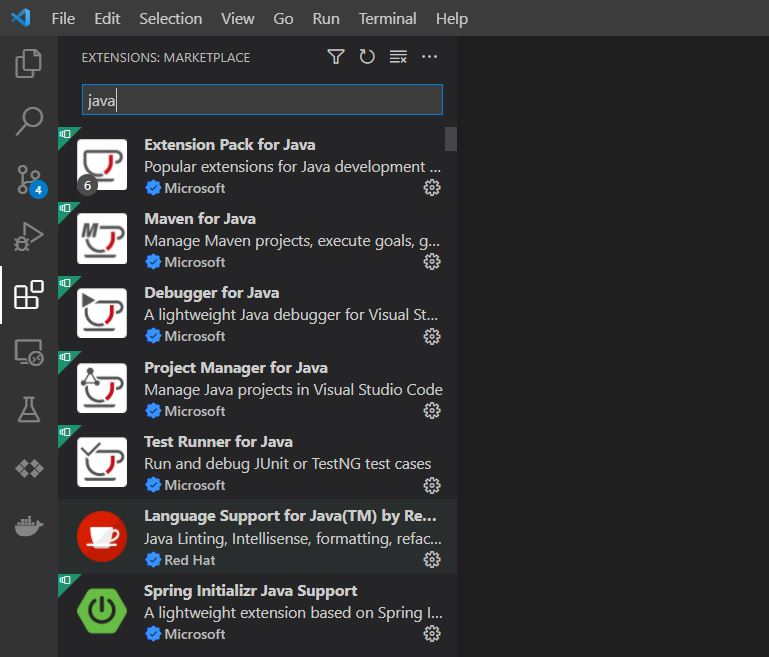 File Edit Selection View Go Run Terminal Help
EXTENSIONS: MARKETPLACE
java
Extension Pack for Java
Popular extensions for Java development ...
6
Microsoft
4
Maven for Java
Manage Maven projects, execute goals, g...
Microsoft
Debugger for Java
A lightweight Java debugger for Visual St...
Microsoft
Project Manager for Java
Manage Java projects in Visual Studio Code
Microsoft
Test Runner for Java
Run and debug JUnit or TestNG test cases
Microsoft
Language Support for Java(TM) by Re...
Java Linting, Intellisense, formatting, refac...
Red Hat
Spring Initializr Java Support
A lightweight extension based on Spring I...
Microsoft